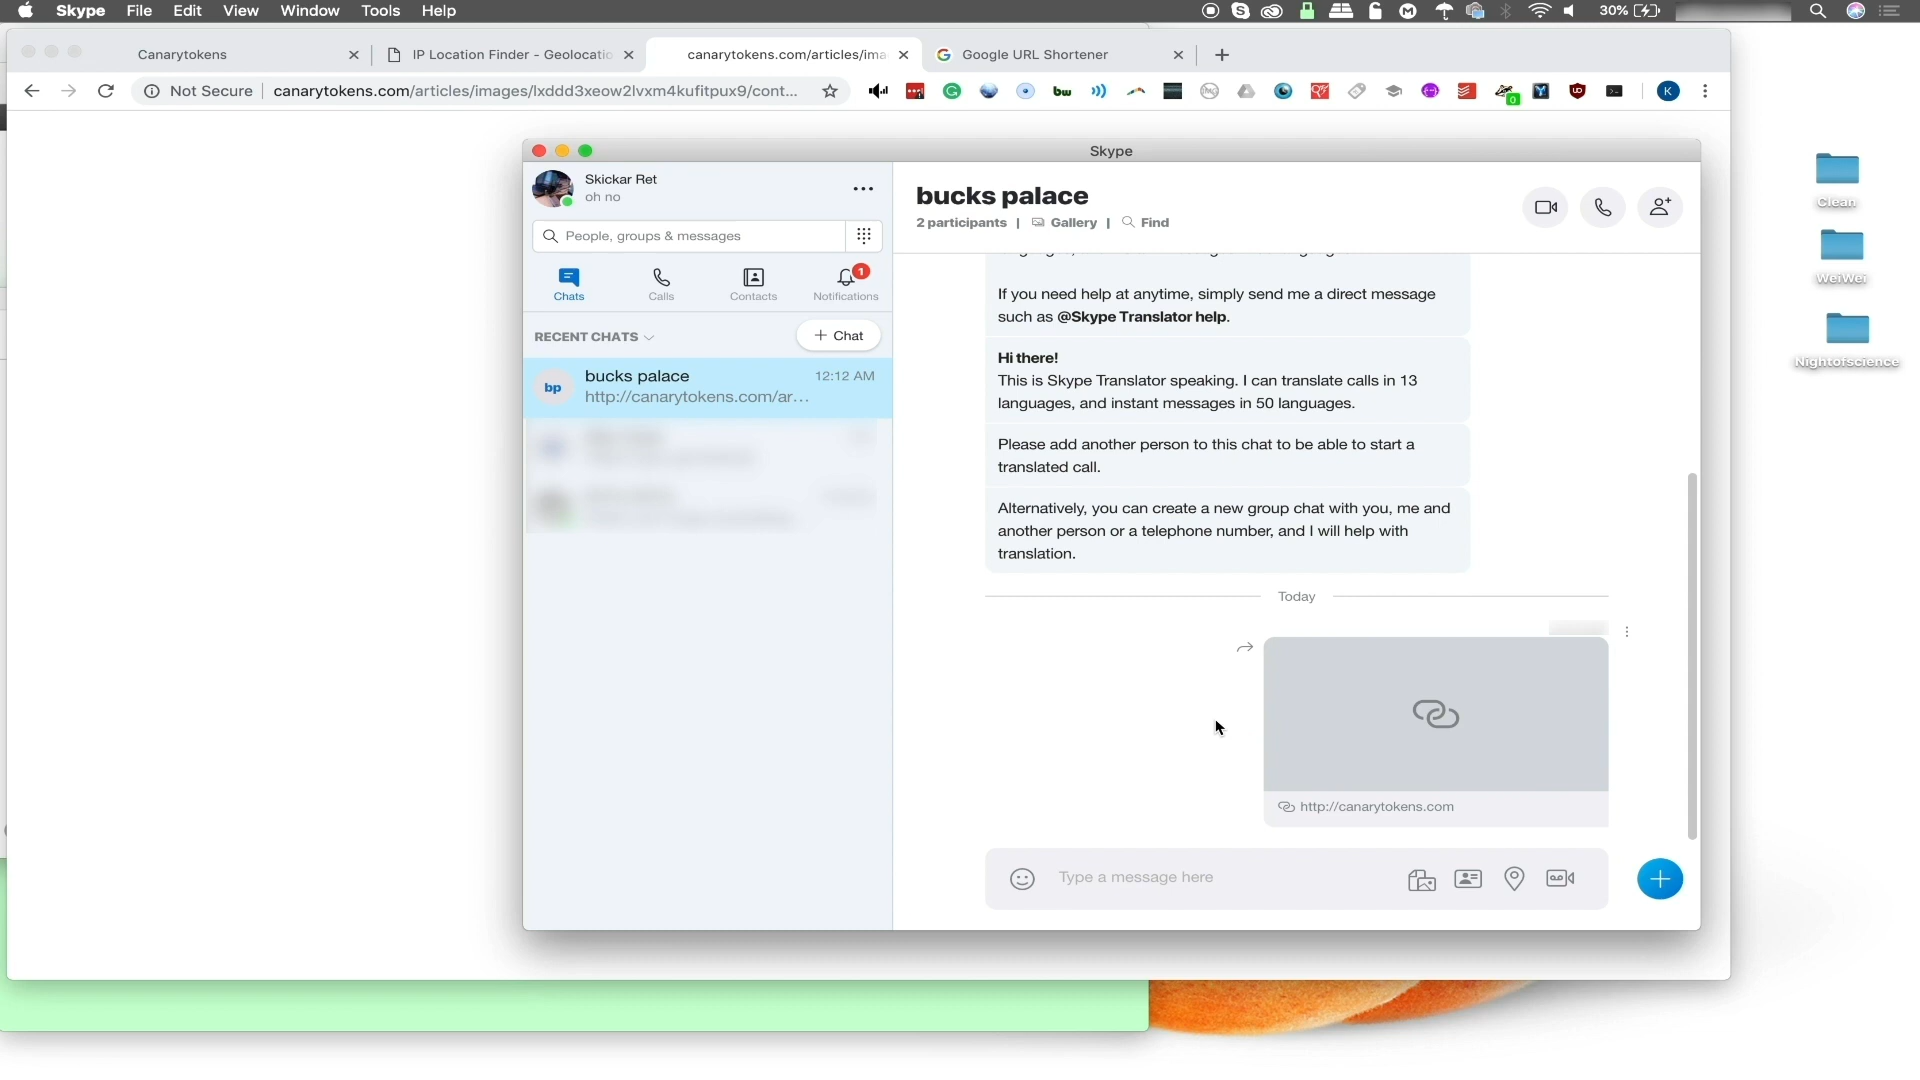 Skype File Edit View Window Tools Help 30%
Canarytokens
IP Location Finder - Geolocatio
canarytokens.com/articles/ima
Google URL Shortener
Not Secure canarytokens.com/articles/images/lxddd3xeow2lvxm4kufitpux9/cont...
bw
0
K
Skype
Skickar Ret
oh no
People, groups & messages
Chats
Calls
Contacts
Notifications
1
RECENT CHATS
+ Chat
bp
bucks palace
12:12 AM
http://canarytokens.com/ar...
bucks palace
2 participants | Gallery | Find
If you need help at anytime, simply send me a direct message
such as @Skype Translator help.
Hi there!
This is Skype Translator speaking. I can translate calls in 13
languages, and instant messages in 50 languages.
Please add another person to this chat to be able to start a
translated call.
Alternatively, you can create a new group chat with you, me and
another person or a telephone number, and I will help with
translation.
Today
http://canarytokens.com
Type a message here
Clean
WeiWei
Nightofscience